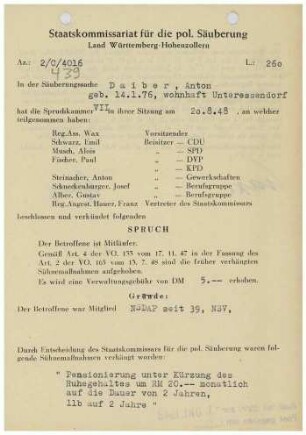 Staatskommissariat für die pol. Säuberung
Land Württemberg-Hohenzollern
Az.: 2/C/4016 L.: 260
439
In der Säuberungssache Daiber, Anton
geb. 14.1.76, wohnhaft Unteressendorf
hat die Spruchkammer VII in ihrer Sitzung am 20.8.48 , an welcher
teilgenommen haben:
Reg.Ass. Wax Vorsitzender
Schwarz, Emil Beisitzer — CDU
Musch, Alois „ — SPD
Fischer, Paul „ — DVP
„ — KPD
Steinacher, Anton „ — Gewerkschaften
Schneckenburger, Josef „ — Berufsgruppe
Alber, Gustav „ — Berufsgruppe
Reg.Angest. Hauer, Franz Vertreter des Staatskommissars
beschlossen und verkündet folgenden
SPRUCH
Der Betroffene ist Mitläufer.
Gemäß Art. 4 der VO. 133 vom 17. 11. 47 in der Fassung des
Art. 2 der VO. 165 vom 13. 7. 48 sind die früher verhängten
Sühnemaßnahmen aufgehoben.
Es wird eine Verwaltungsgebühr von DM 5.-- erhoben.
Gründe:
Der Betroffene war Mitglied NSDAP seit 39, NSV,
Durch Entscheidung des Staatskommissars für die pol. Säuberung waren fol-
gende Sühnemaßnahmen verhängt worden:
" Pensionierung unter Kürzung des
Ruhegehaltes um RM 20.-- monatlich
auf die Dauer von 2 Jahren,
11b auf 2 Jahre "